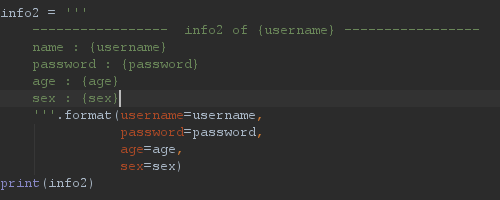 info2 = '''
    -----------------  info2 of {username} -----------------
    name : {username}
    password : {password}
    age : {age}
    sex : {sex}
    '''.format(username=username,
               password=password,
               age=age,
               sex=sex)
print(info2)